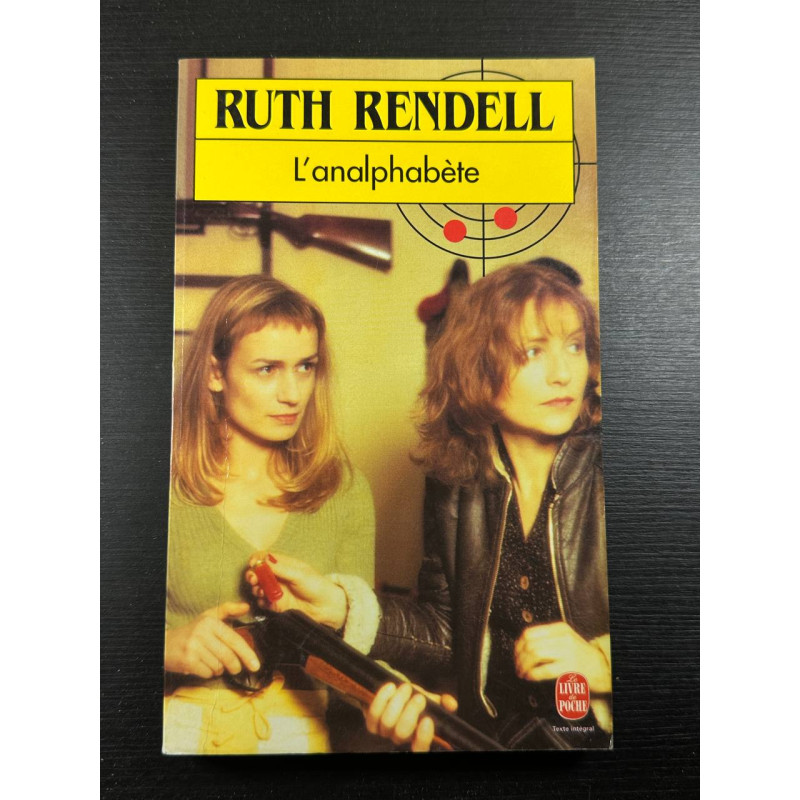 RUTH RENDELL
L'analphabète
Le
LIVRE
de
POCHE
Texte intégral